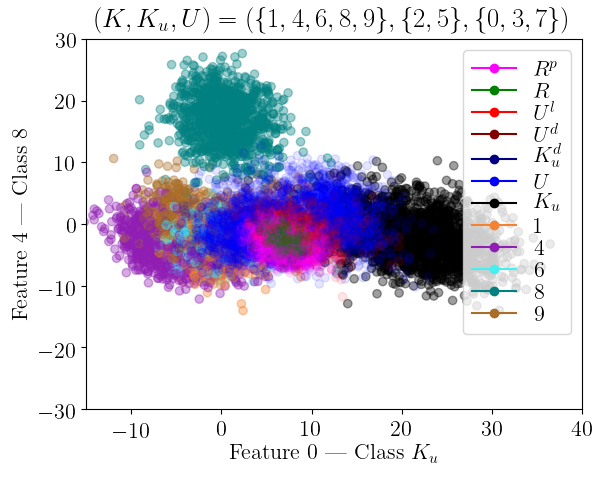 (K, K_u, U) = ({1, 4, 6, 8, 9}, {2, 5}, {0, 3, 7})
Feature 4 — Class 8
30
20
10
0
−10
−20
−30
R^p
R
U^l
U^d
K_u^d
U
K_u
1
4
6
8
9
−10
0
10
20
30
40
Feature 0 — Class K_u